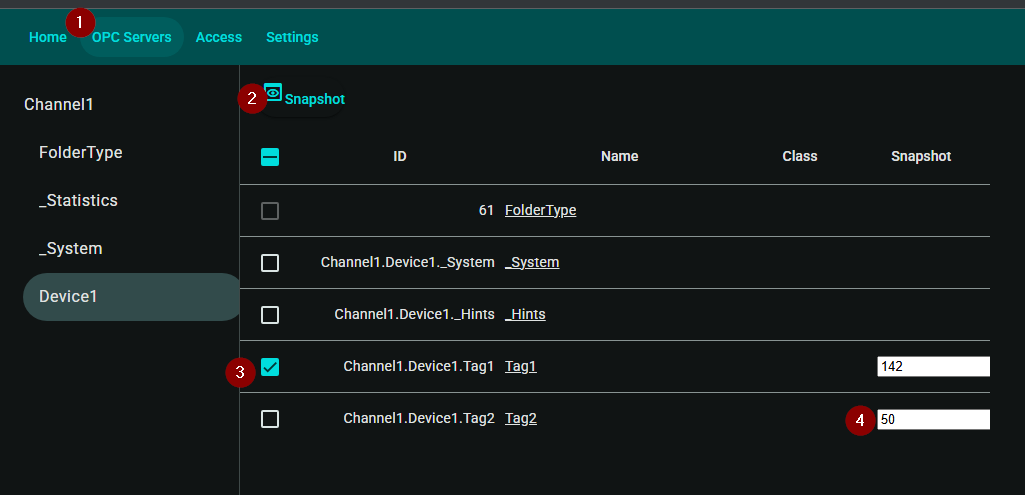 1
Home OPC Servers Access Settings
Channel1
FolderType
_Statistics
_System
Device1
2 Snapshot
ID Name Class Snapshot
61 FolderType
Channel1.Device1._System _System
Channel1.Device1._Hints _Hints
3 Channel1.Device1.Tag1 Tag1 142
Channel1.Device1.Tag2 Tag2 4 50